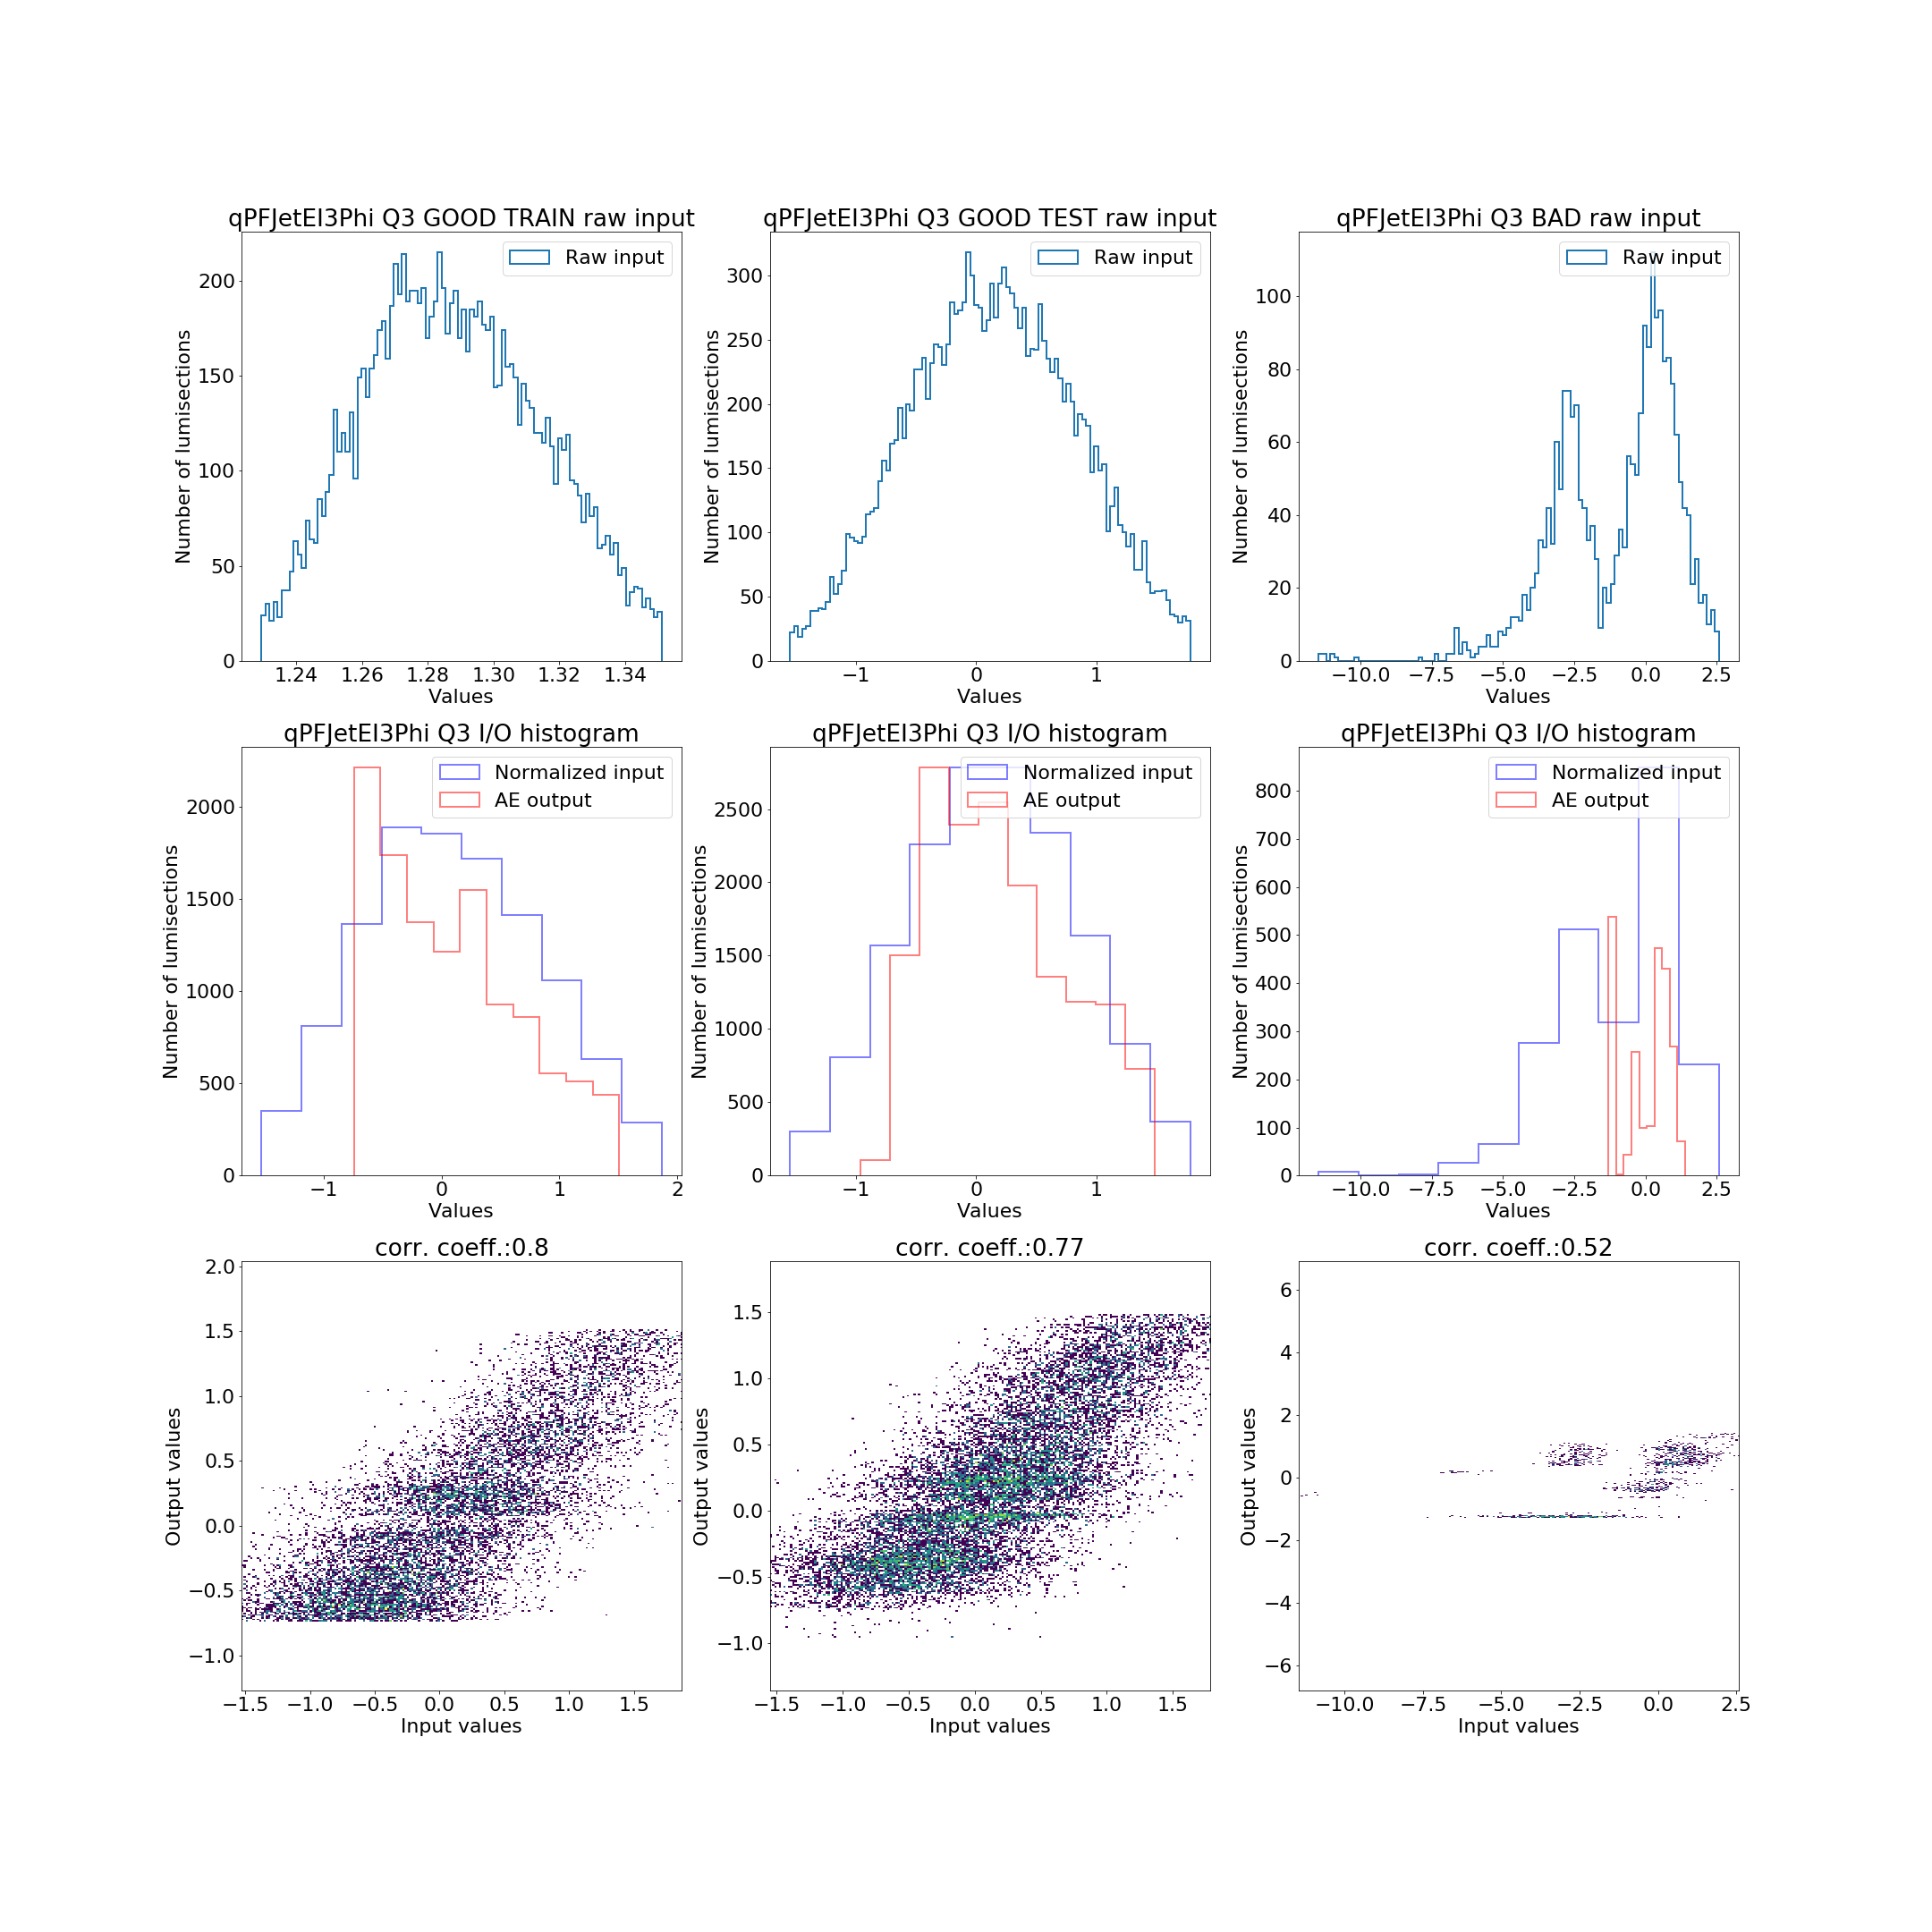 qPFJetEI3Phi Q3 GOOD TRAIN raw input
Raw input
Number of lumisections
200
150
100
50
0
1.24
1.26
1.28
1.30
1.32
1.34
Values
qPFJetEI3Phi Q3 GOOD TEST raw input
Raw input
Number of lumisections
300
250
200
150
100
50
0
−1
0
1
Values
qPFJetEI3Phi Q3 BAD raw input
Raw input
Number of lumisections
100
80
60
40
20
0
−10.0
−7.5
−5.0
−2.5
0.0
2.5
Values
qPFJetEI3Phi Q3 I/O histogram
Normalized input
AE output
Number of lumisections
2000
1500
1000
500
0
−1
0
1
2
Values
qPFJetEI3Phi Q3 I/O histogram
Normalized input
AE output
Number of lumisections
2500
2000
1500
1000
500
0
−1
0
1
Values
qPFJetEI3Phi Q3 I/O histogram
Normalized input
AE output
Number of lumisections
800
700
600
500
400
300
200
100
0
−10.0
−7.5
−5.0
−2.5
0.0
2.5
Values
corr. coeff.:0.8
Output values
2.0
1.5
1.0
0.5
0.0
−0.5
−1.0
−1.5
−1.0
−0.5
0.0
0.5
1.0
1.5
Input values
corr. coeff.:0.77
Output values
1.5
1.0
0.5
0.0
−0.5
−1.0
−1.5
−1.0
−0.5
0.0
0.5
1.0
1.5
Input values
corr. coeff.:0.52
Output values
6
4
2
0
−2
−4
−6
−10.0
−7.5
−5.0
−2.5
0.0
2.5
Input values